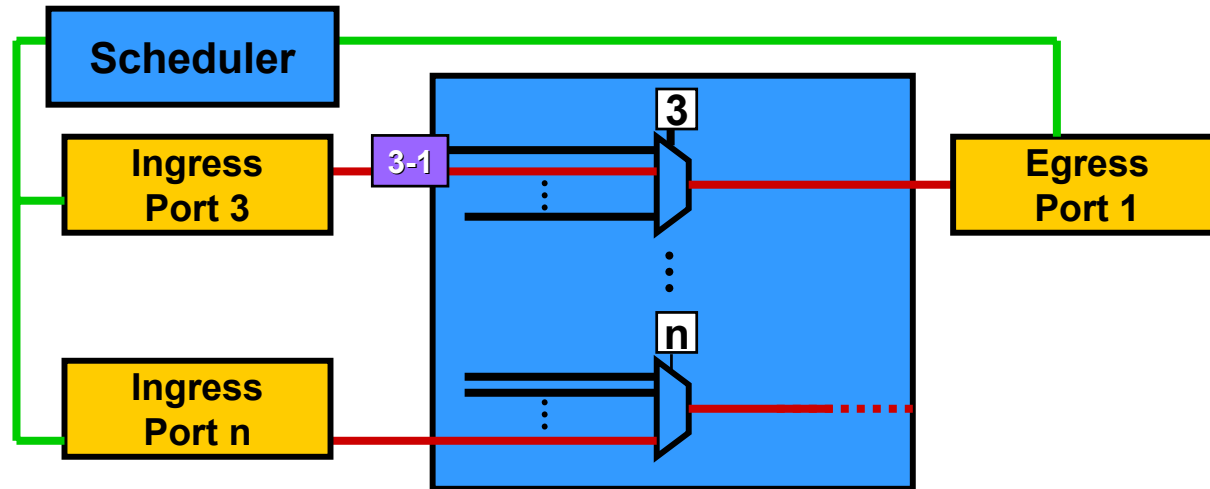 Scheduler
3
Ingress
Port 3
3-1
Egress
Port 1
n
Ingress
Port n